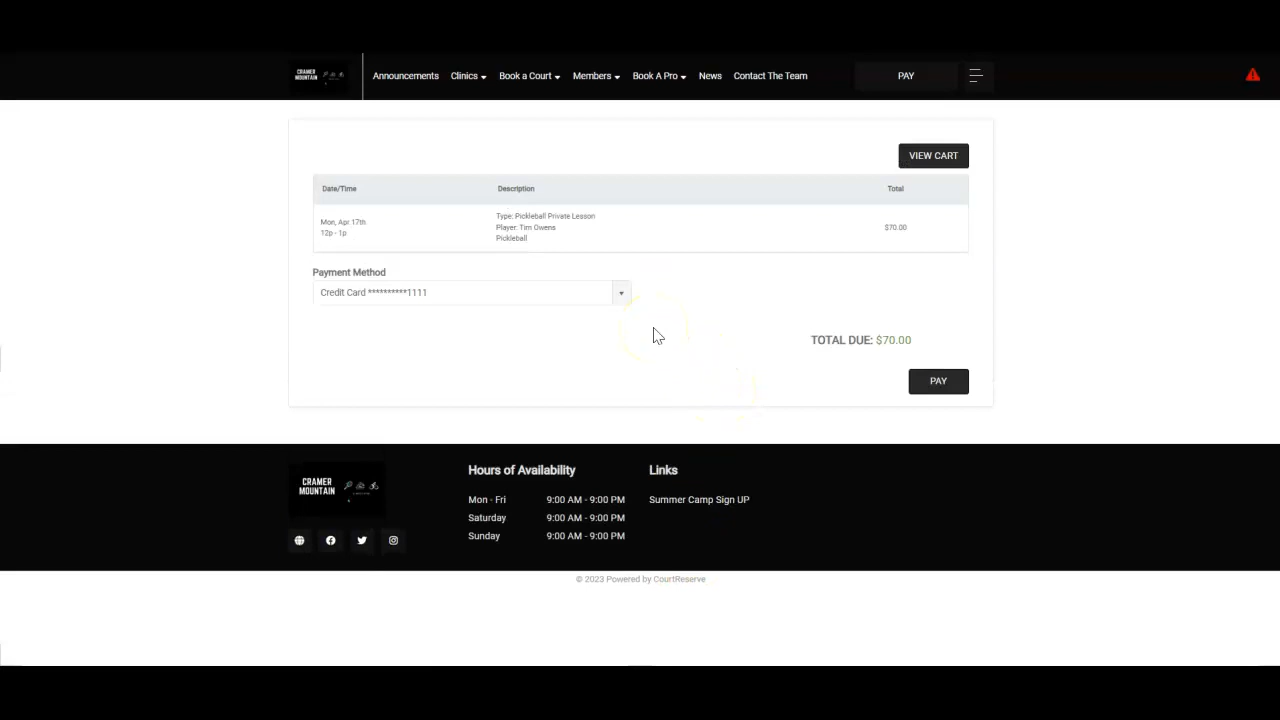 CRAMER
MOUNTAIN
Announcements
Clinics
Book a Court
Members
Book A Pro
News
Contact The Team
PAY
VIEW CART
Date/Time Description Total
Mon, Apr 17th
12p - 1p
Type: Pickleball Private Lesson
Player: Tim Owens
Pickleball
$70.00
Payment Method
Credit Card **********1111
TOTAL DUE: $70.00
PAY
CRAMER
MOUNTAIN
Hours of Availability
Mon - Fri 9:00 AM - 9:00 PM
Saturday 9:00 AM - 9:00 PM
Sunday 9:00 AM - 9:00 PM
Links
Summer Camp Sign UP
© 2023 Powered by CourtReserve